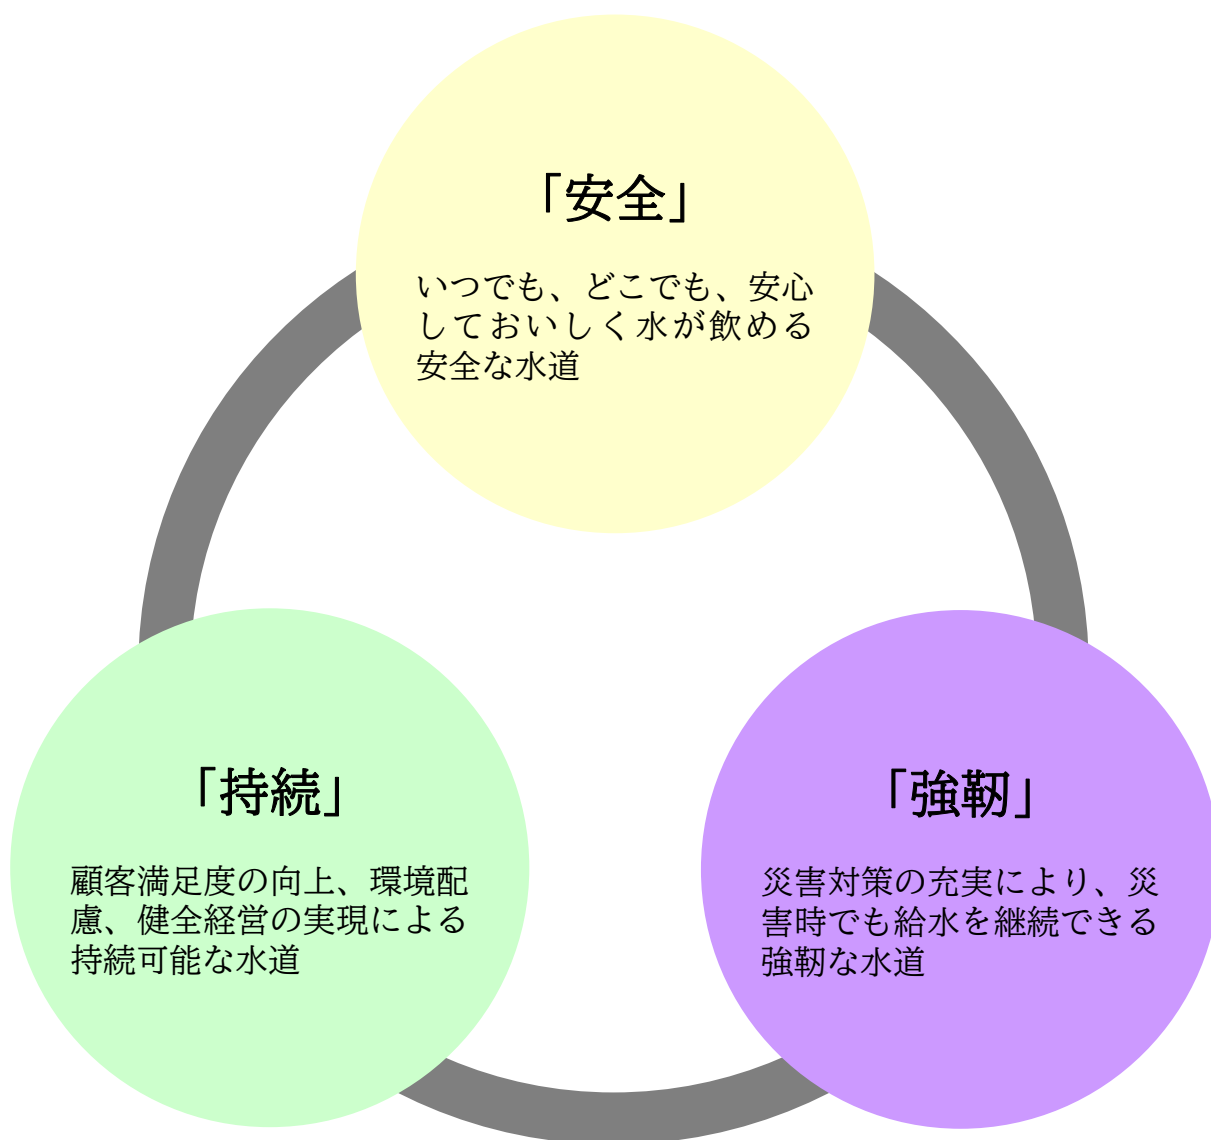 「安全」
いつでも、どこでも、安心
しておいしく水が飲める
安全な水道
「持続」
顧客満足度の向上、環境配
慮、健全経営の実現による
持続可能な水道
「強靭」
災害対策の充実により、災
害時でも給水を継続できる
強靭な水道